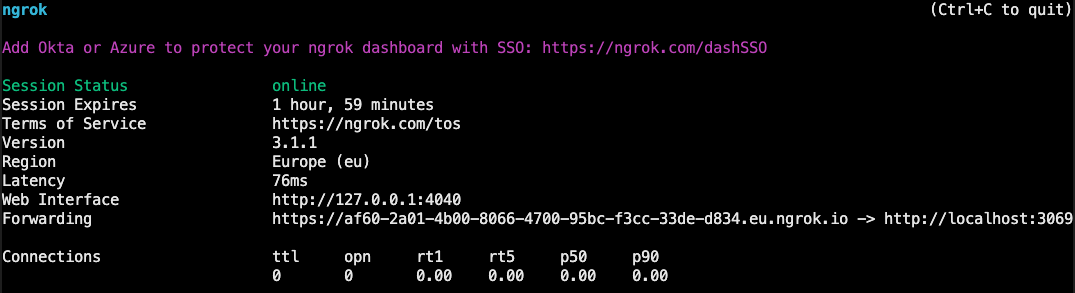 ngrok (Ctrl+C to quit)
Add Okta or Azure to protect your ngrok dashboard with SSO: https://ngrok.com/dashSSO
Session Status online
Session Expires 1 hour, 59 minutes
Terms of Service https://ngrok.com/tos
Version 3.1.1
Region Europe (eu)
Latency 76ms
Web Interface http://127.0.0.1:4040
Forwarding https://af60-2a01-4b00-8066-4700-95bc-f3cc-33de-d834.eu.ngrok.io -> http://localhost:3069
Connections ttl opn rt1 rt5 p50 p90
0 0 0.00 0.00 0.00 0.00